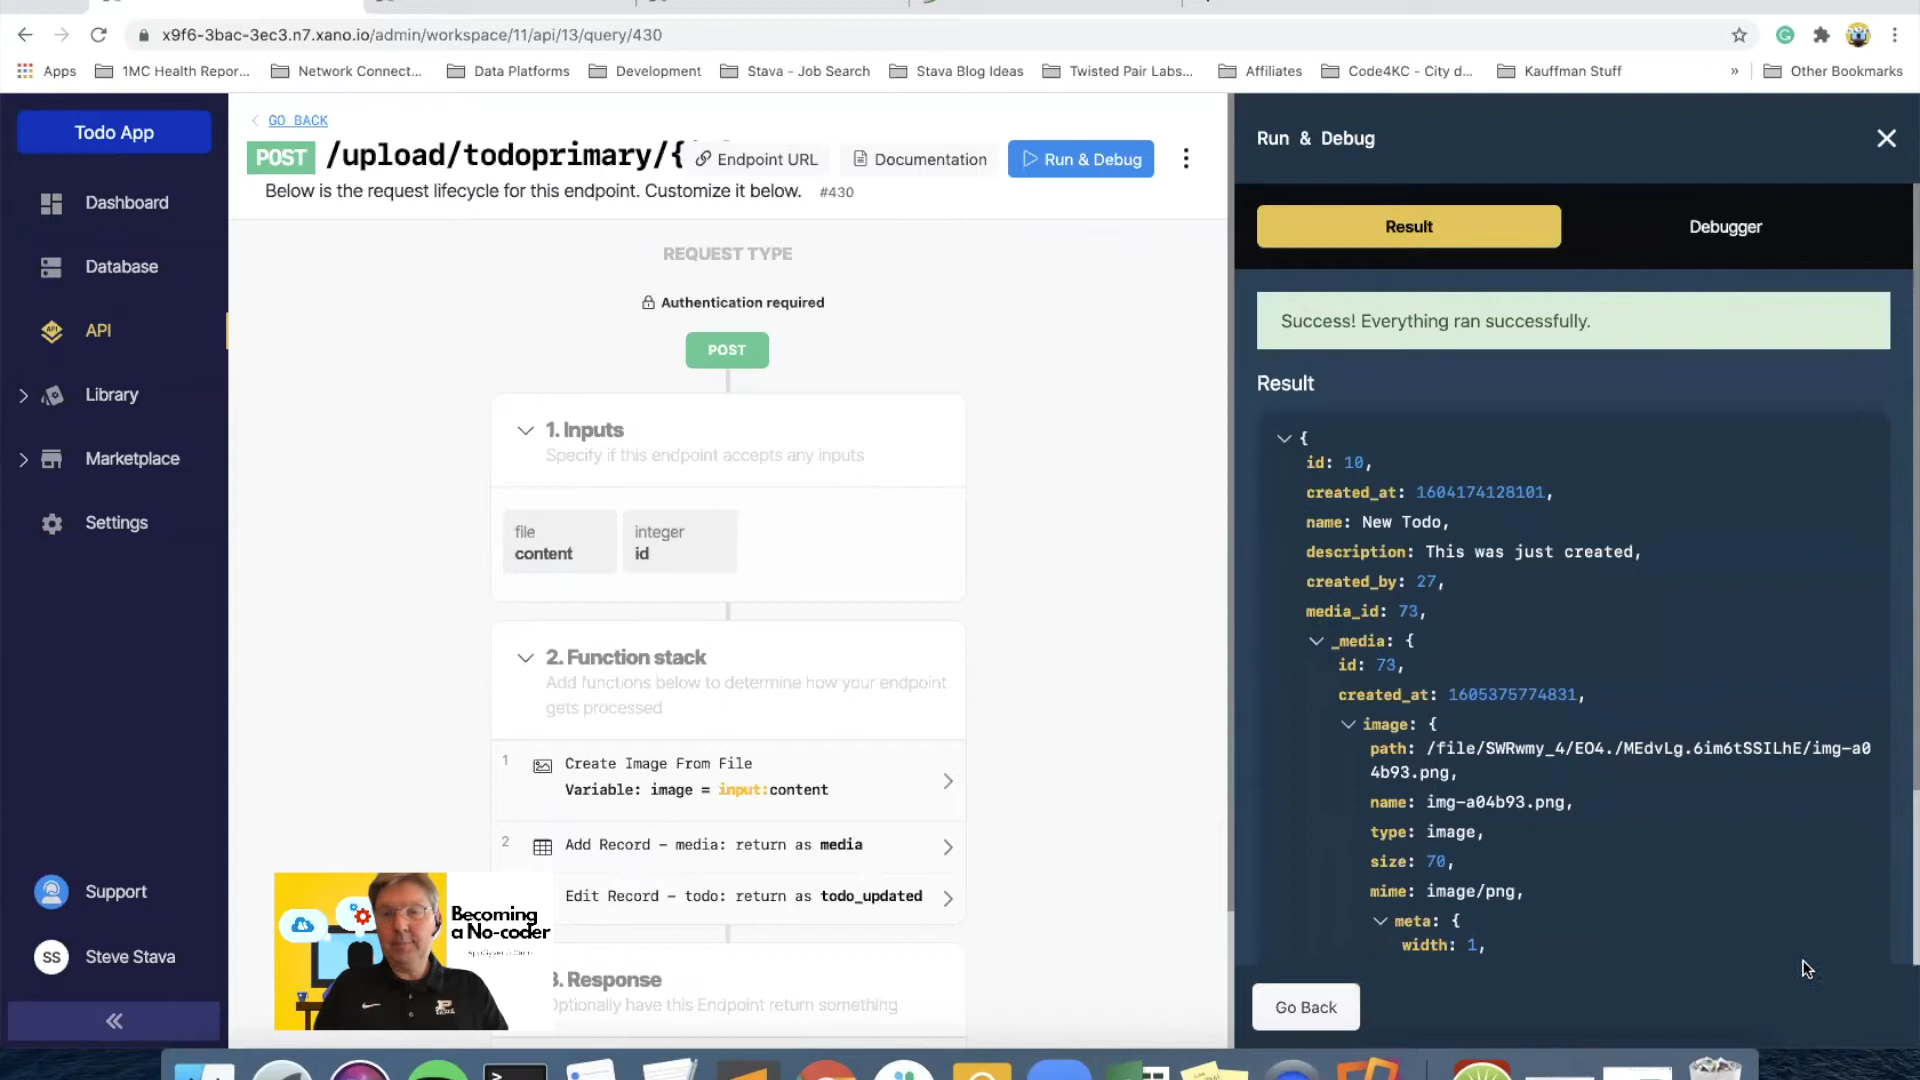 x9f6-3bac-3ec3.n7.xano.io/admin/workspace/11/api/13/query/430
Apps
1MC Health Repor...
Network Connect...
Data Platforms
Development
Stava - Job Search
Stava Blog Ideas
Twisted Pair Labs...
Affiliates
Code4KC - City d...
Kauffman Stuff
»
Other Bookmarks
Todo App
Dashboard
Database
API
Library
Marketplace
Settings
Support
SS
Steve Stava
GO BACK
POST /upload/todoprimary/{
Endpoint URL
Documentation
Run & Debug
Below is the request lifecycle for this endpoint. Customize it below. #430
REQUEST TYPE
Authentication required
POST
1. Inputs
Specify if this endpoint accepts any inputs
file
content
integer
id
2. Function stack
Add functions below to determine how your endpoint
gets processed
1
Create Image From File
Variable: image = input:content
2
Add Record – media: return as media
Edit Record – todo: return as todo_updated
3. Response
Optionally have this Endpoint return something
Becoming
a No-coder
Run & Debug
Result
Debugger
Success! Everything ran successfully.
Result
{
id: 10,
created_at: 1604174128101,
name: New Todo,
description: This was just created,
created_by: 27,
media_id: 73,
_media: {
id: 73,
created_at: 1605375774831,
image: {
path: /file/SWRwmy_4/EO4./MEdvLg.6im6tSSILhE/img-a0
4b93.png,
name: img-a04b93.png,
type: image,
size: 70,
mime: image/png,
meta: {
width: 1,
Go Back